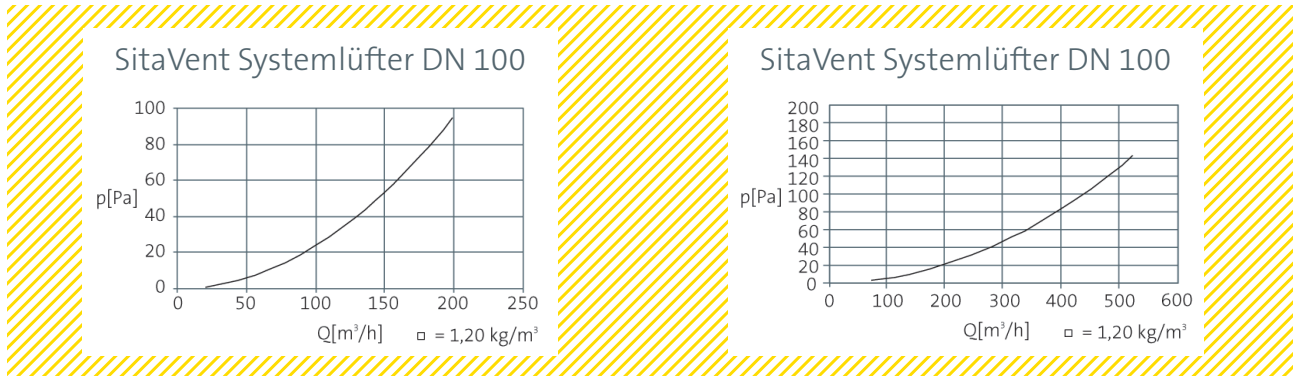 SitaVent Systemlüfter DN 100
100
80
60
p[Pa]
40
20
0
0 50 100 150 200 250
Q[m³/h] □ = 1,20 kg/m³
SitaVent Systemlüfter DN 100
200
180
160
140
120
p[Pa] 100
80
60
40
20
0
0 100 200 300 400 500 600
Q[m³/h] □ = 1,20 kg/m³